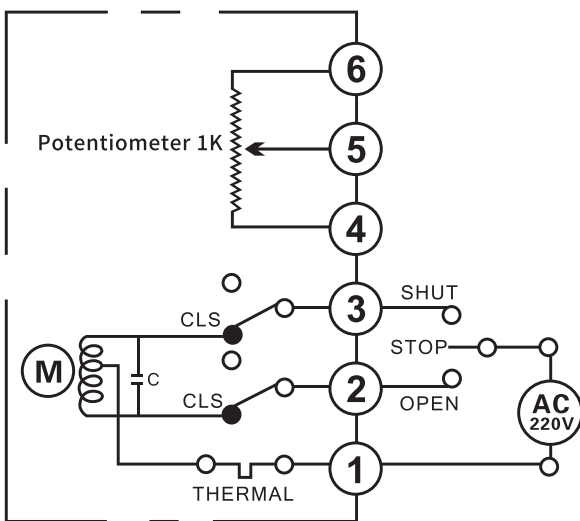 6
Potentiometer 1K
5
4
3
SHUT
CLS
STOP
M
C
2
CLS
OPEN
AC
220V
1
THERMAL